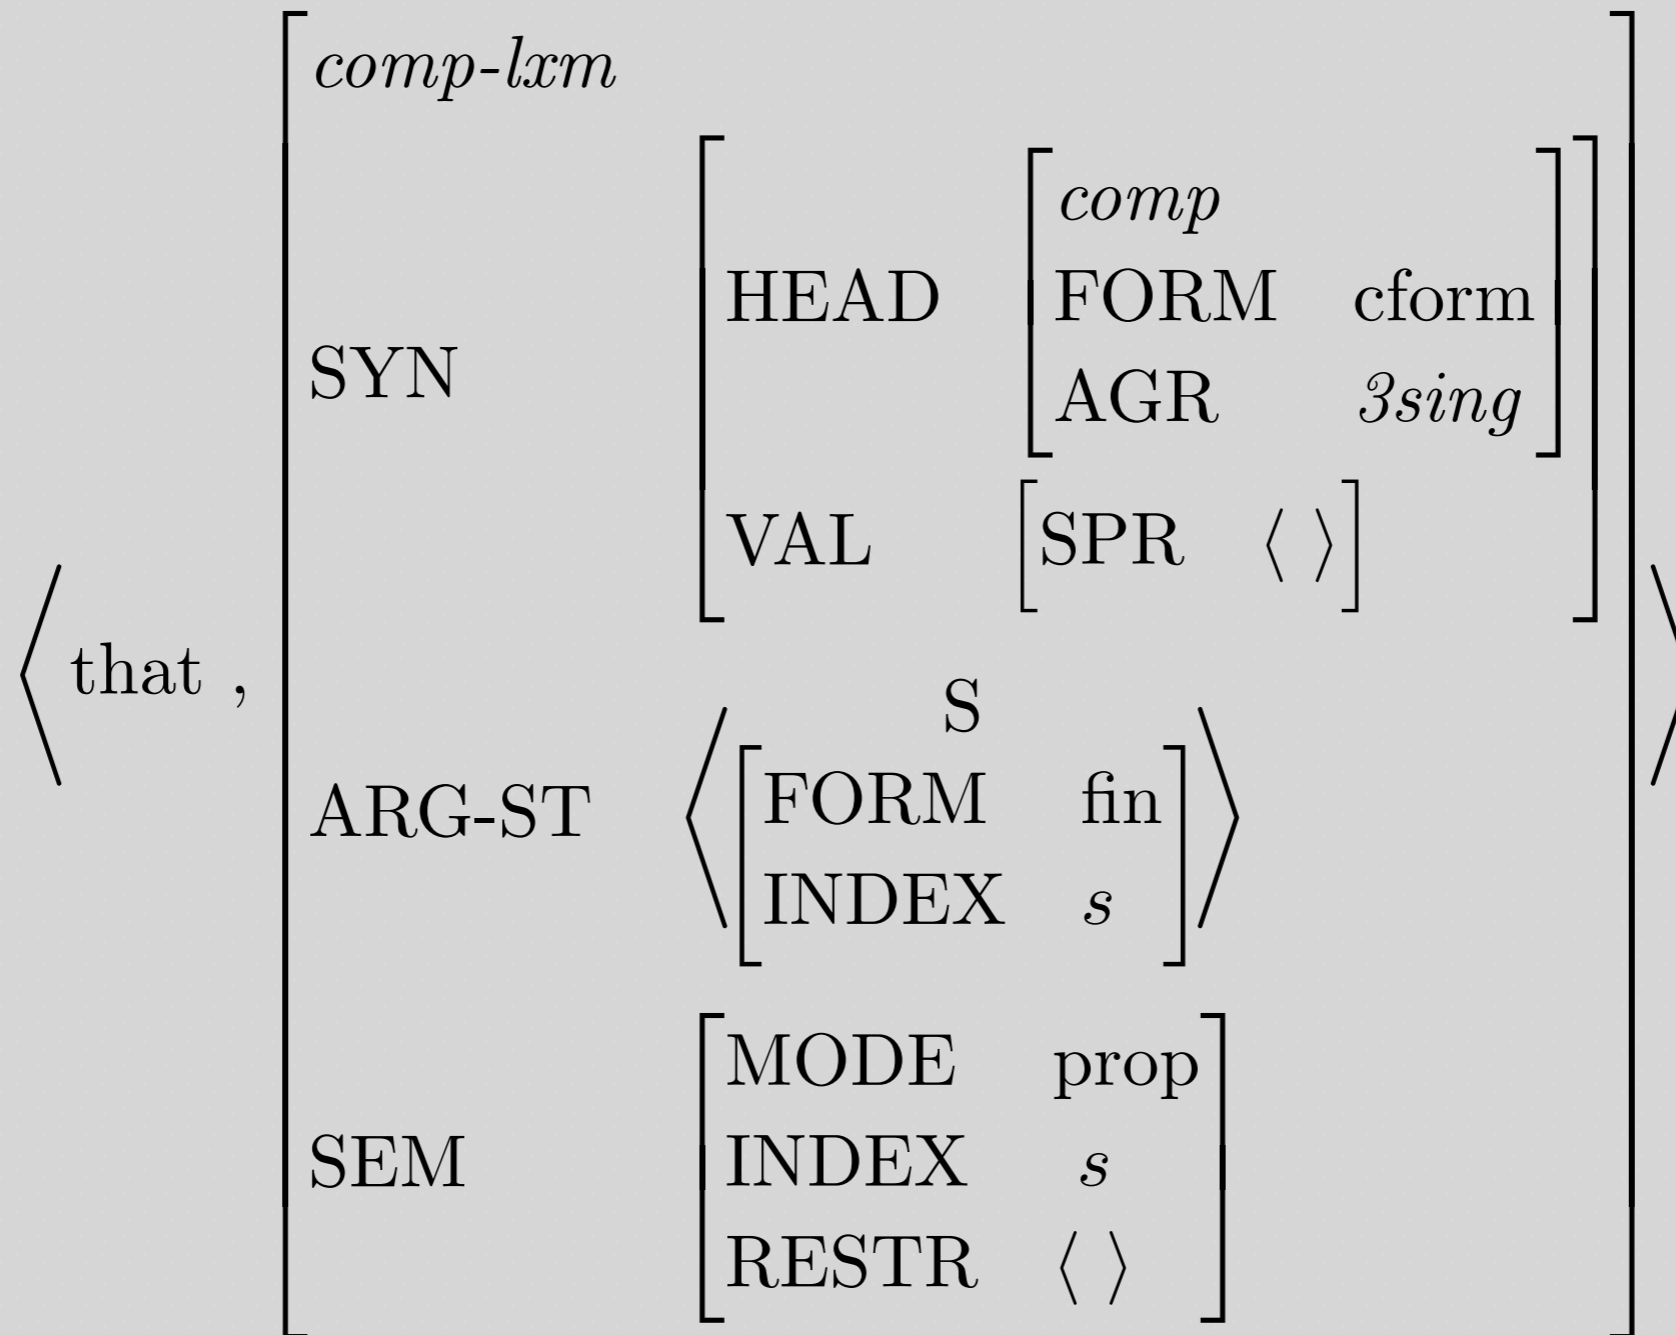 comp-lxm
comp
HEAD FORM cform
AGR 3sing
SYN
VAL [SPR ⟨ ⟩]
⟨that ,
S
FORM fin
ARG-ST
INDEX s
MODE prop
SEM INDEX s
RESTR ⟨ ⟩